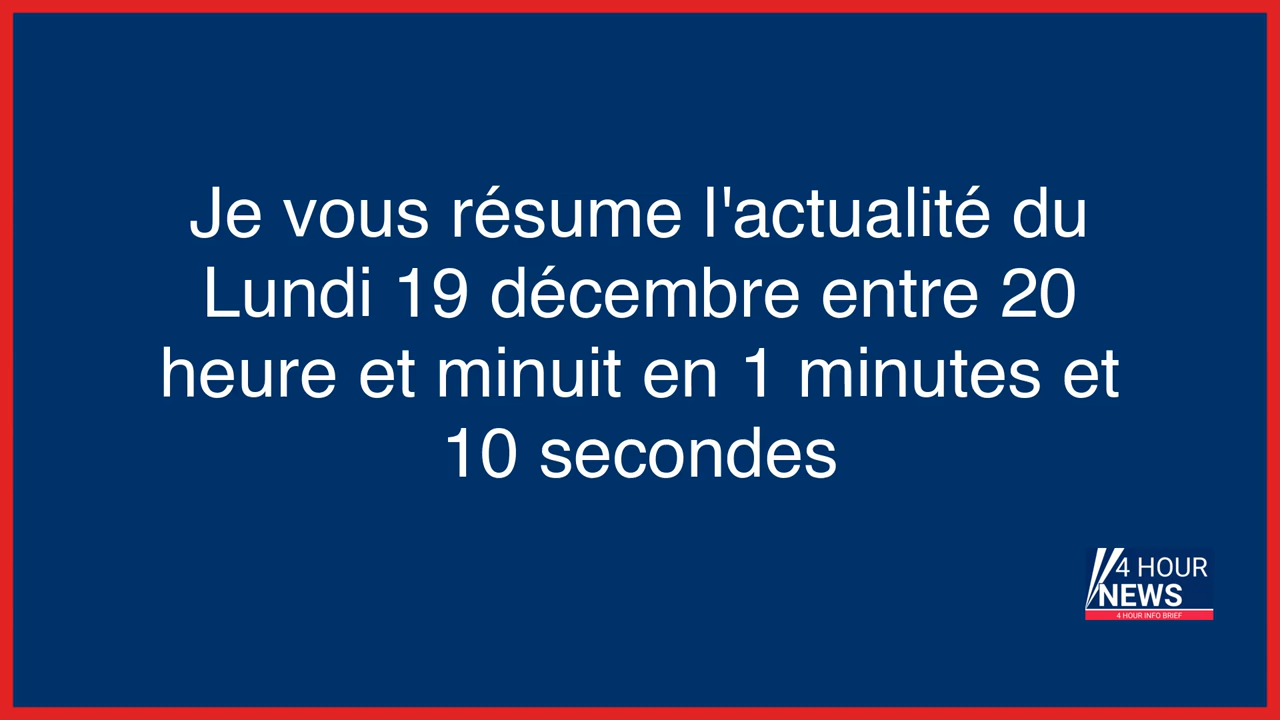 Je vous résume l'actualité du
Lundi 19 décembre entre 20
heure et minuit en 1 minutes et
10 secondes
4 HOUR
NEWS
4 HOUR INFO BRIEF